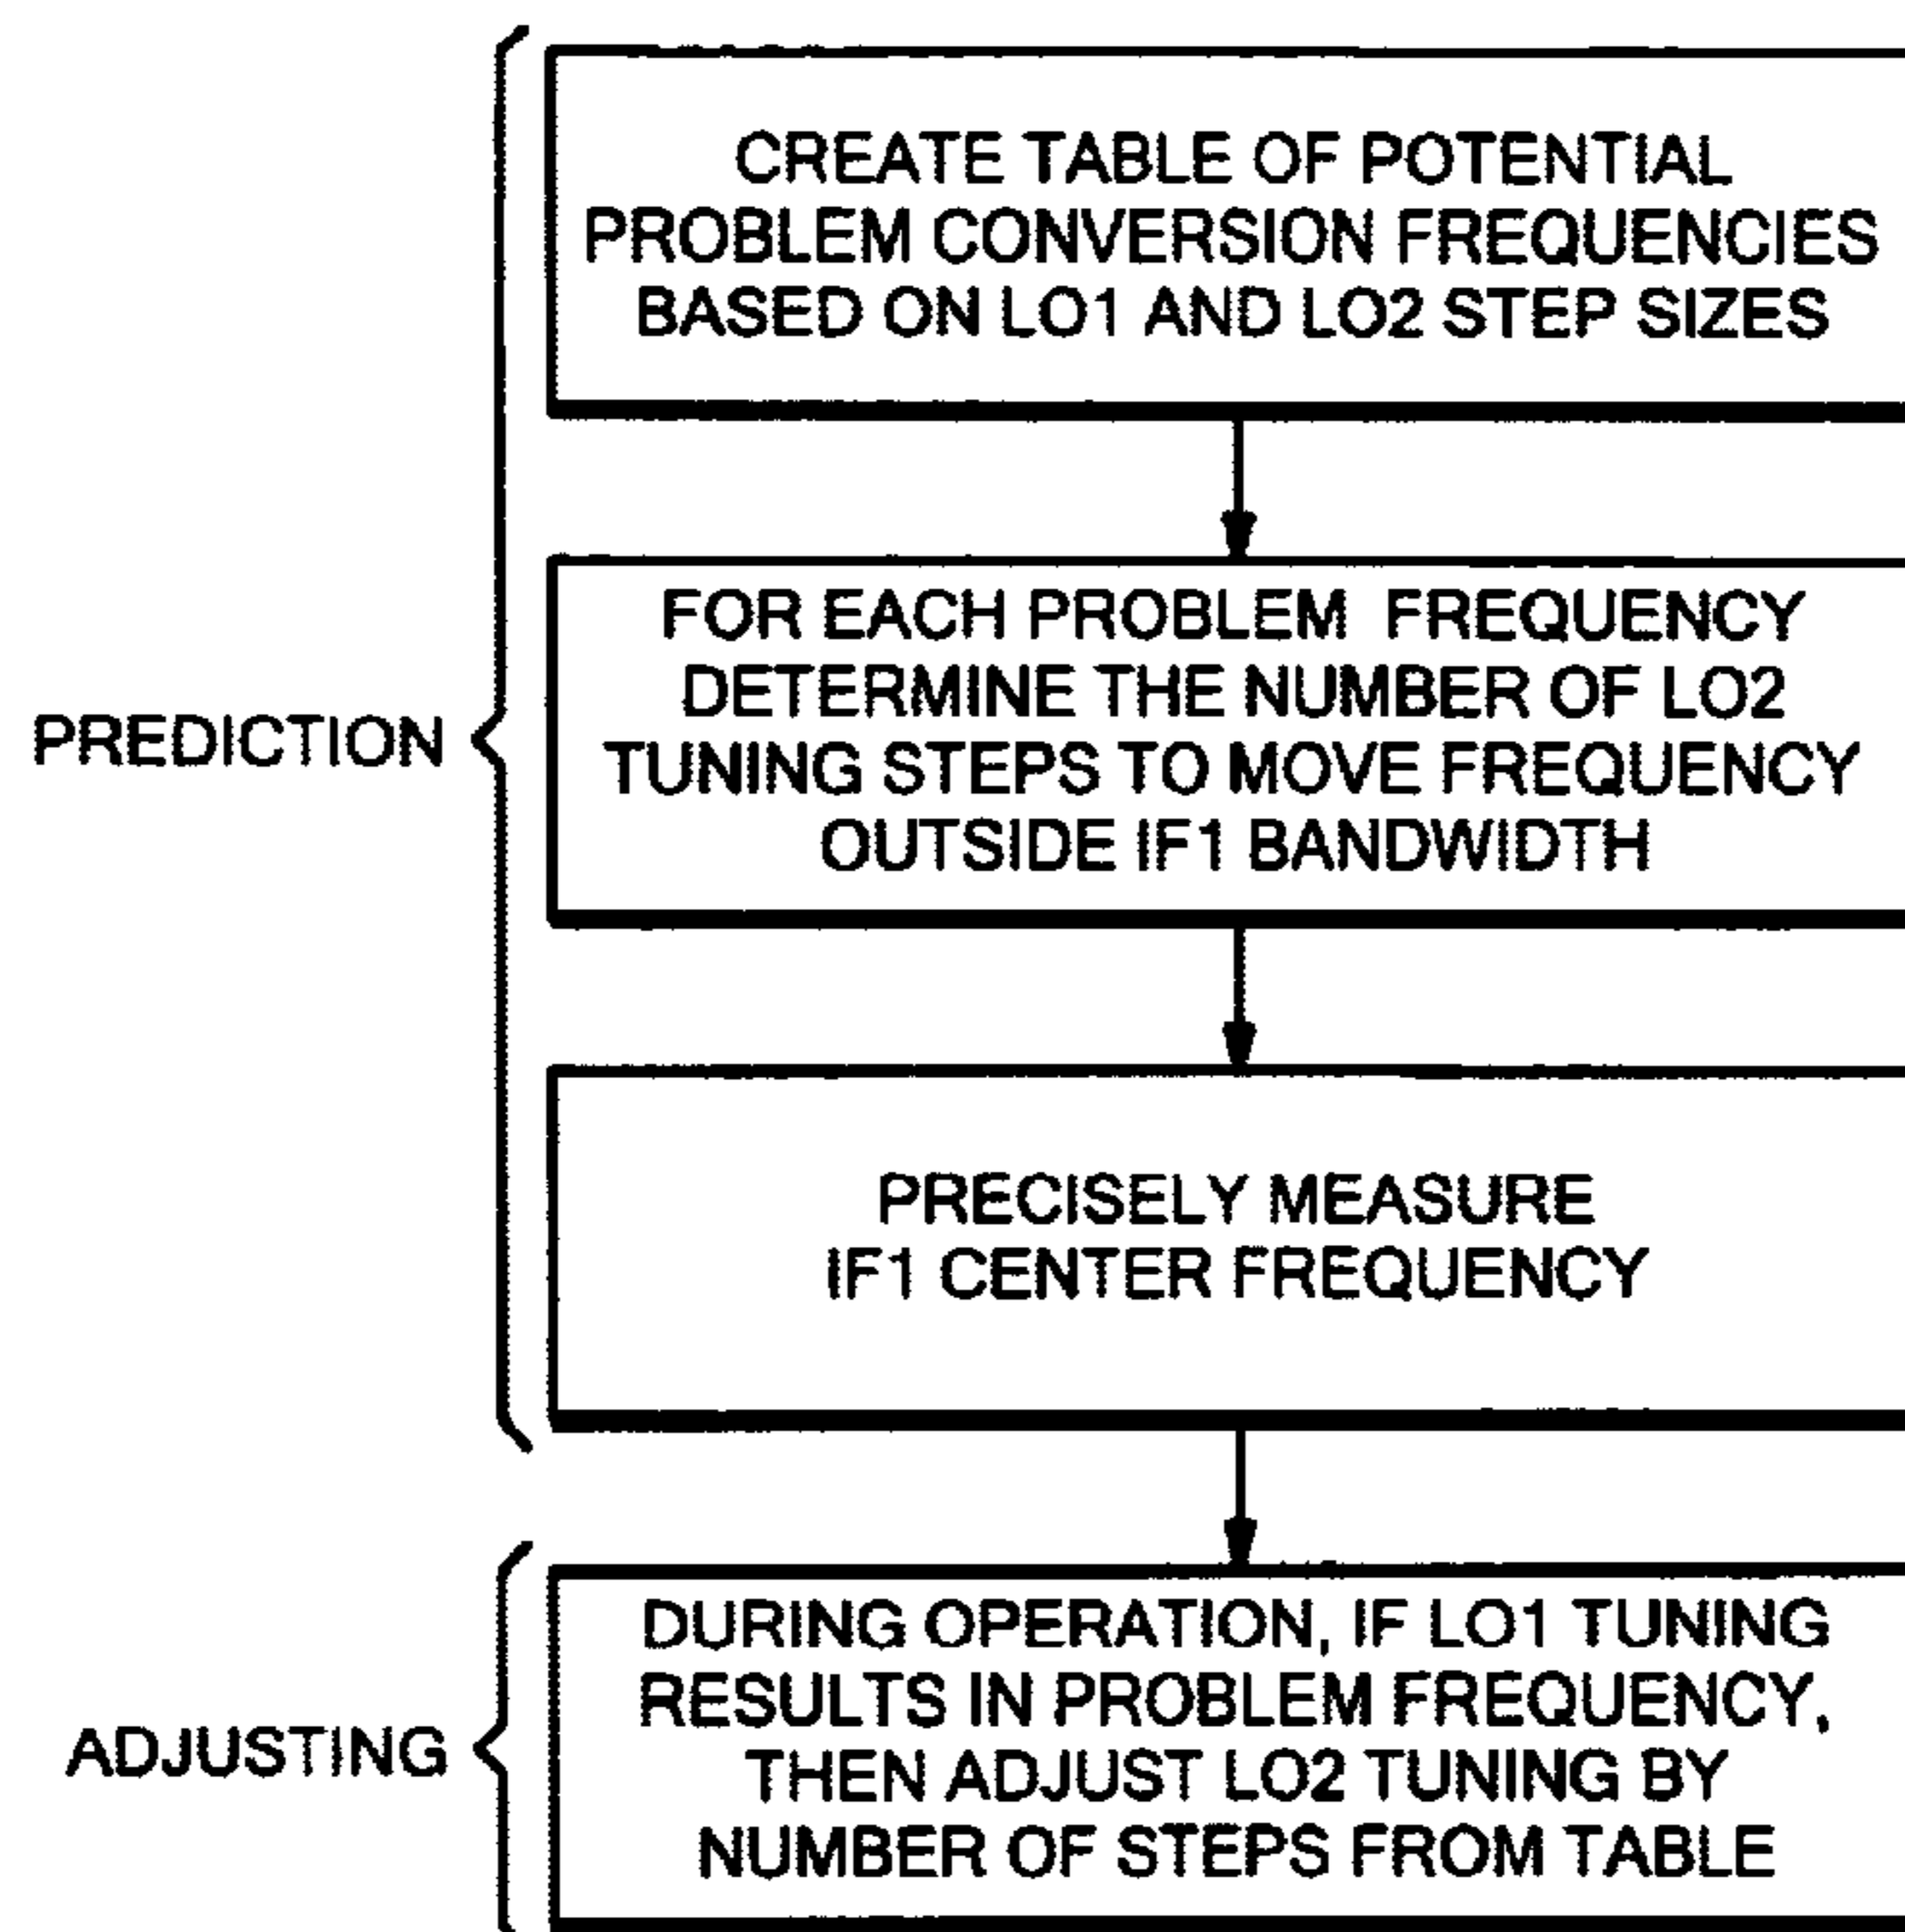 CREATE TABLE OF POTENTIAL
PROBLEM CONVERSION FREQUENCIES
BASED ON LO1 AND LO2 STEP SIZES
FOR EACH PROBLEM FREQUENCY
DETERMINE THE NUMBER OF LO2
TUNING STEPS TO MOVE FREQUENCY
OUTSIDE IF1 BANDWIDTH
PREDICTION
PRECISELY MEASURE
IF1 CENTER FREQUENCY
DURING OPERATION, IF LO1 TUNING
RESULTS IN PROBLEM FREQUENCY,
THEN ADJUST LO2 TUNING BY
NUMBER OF STEPS FROM TABLE
ADJUSTING